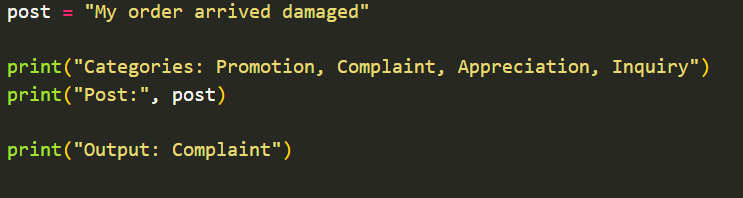 post = "My order arrived damaged"
print("Categories: Promotion, Complaint, Appreciation, Inquiry")
print("Post:", post)
print("Output: Complaint")